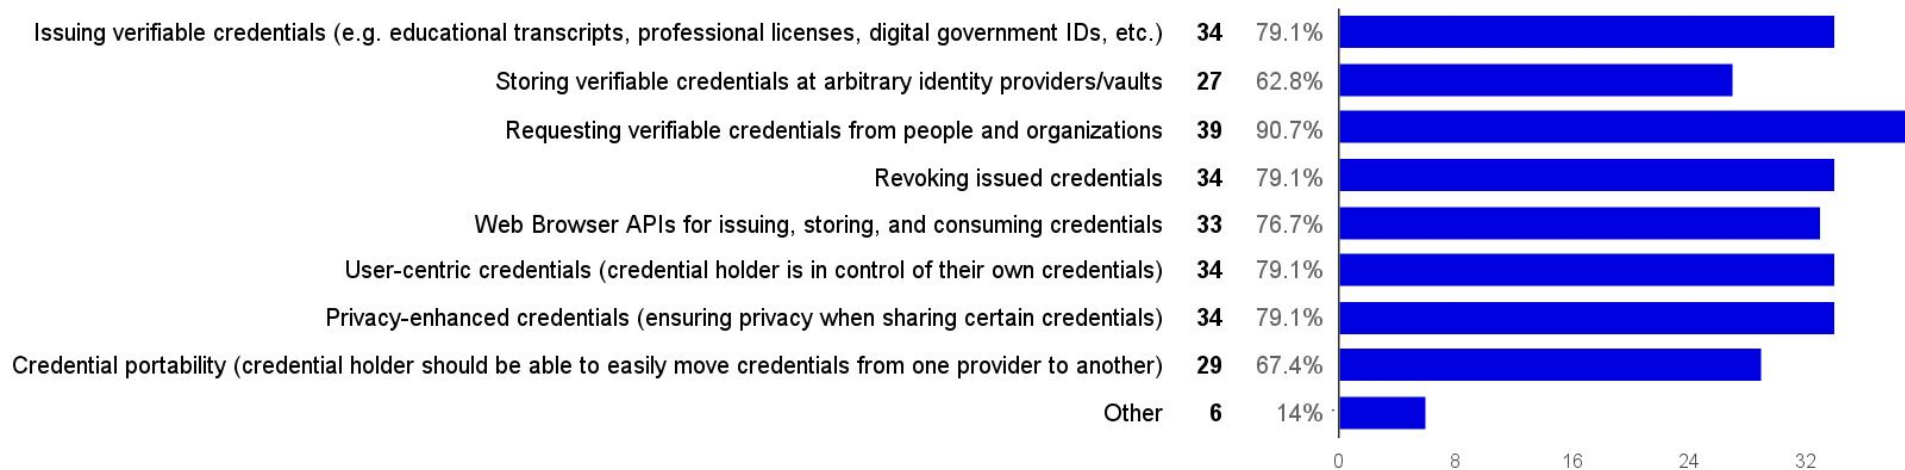 Issuing verifiable credentials (e.g. educational transcripts, professional licenses, digital government IDs, etc.) 34 79.1%
Storing verifiable credentials at arbitrary identity providers/vaults 27 62.8%
Requesting verifiable credentials from people and organizations 39 90.7%
Revoking issued credentials 34 79.1%
Web Browser APIs for issuing, storing, and consuming credentials 33 76.7%
User-centric credentials (credential holder is in control of their own credentials) 34 79.1%
Privacy-enhanced credentials (ensuring privacy when sharing certain credentials) 34 79.1%
Credential portability (credential holder should be able to easily move credentials from one provider to another) 29 67.4%
Other 6 14%
0 8 16 24 32